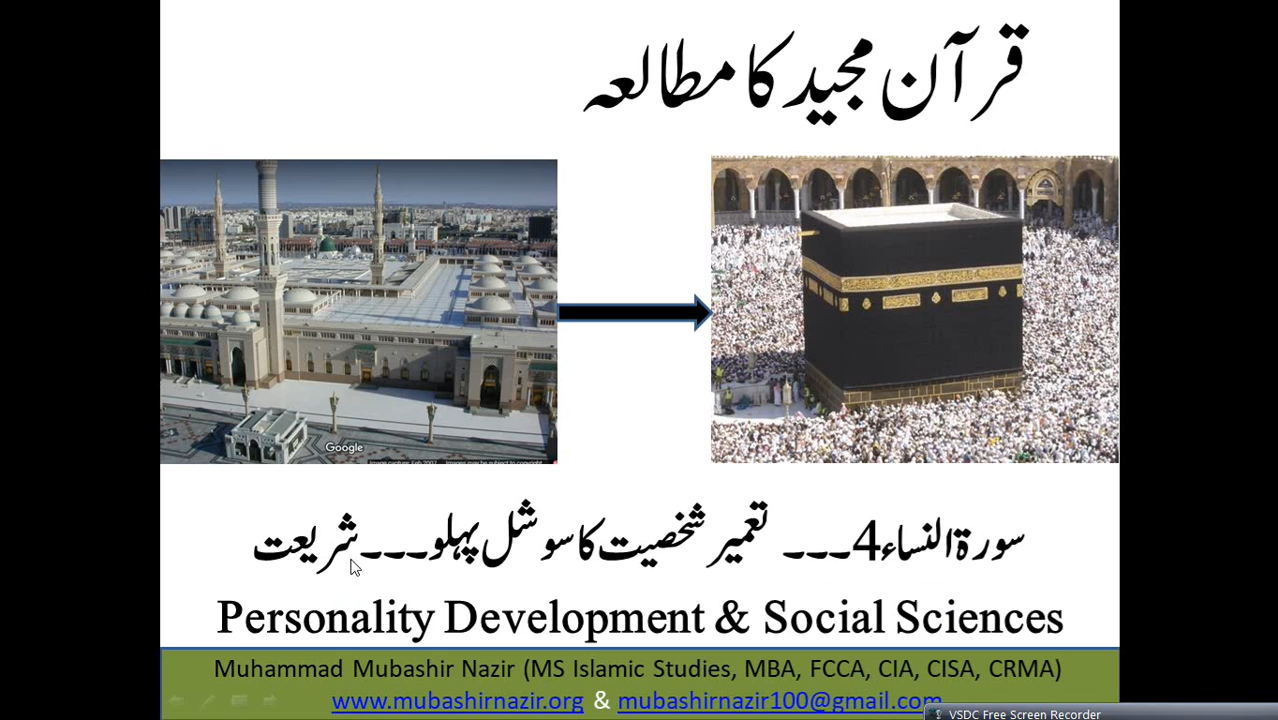 قرآن مجید کا مطالعہ
Google
سورۃ النساء 4۔۔۔ تعمیر شخصیت کا سوشل پہلو۔۔۔شریعت
Personality Development & Social Sciences
Muhammad Mubashir Nazir (MS Islamic Studies, MBA, FCCA, CIA, CISA, CRMA)
www.mubashirnazir.org & mubashirnazir100@gmail.com
VSDC Free Screen Recorder